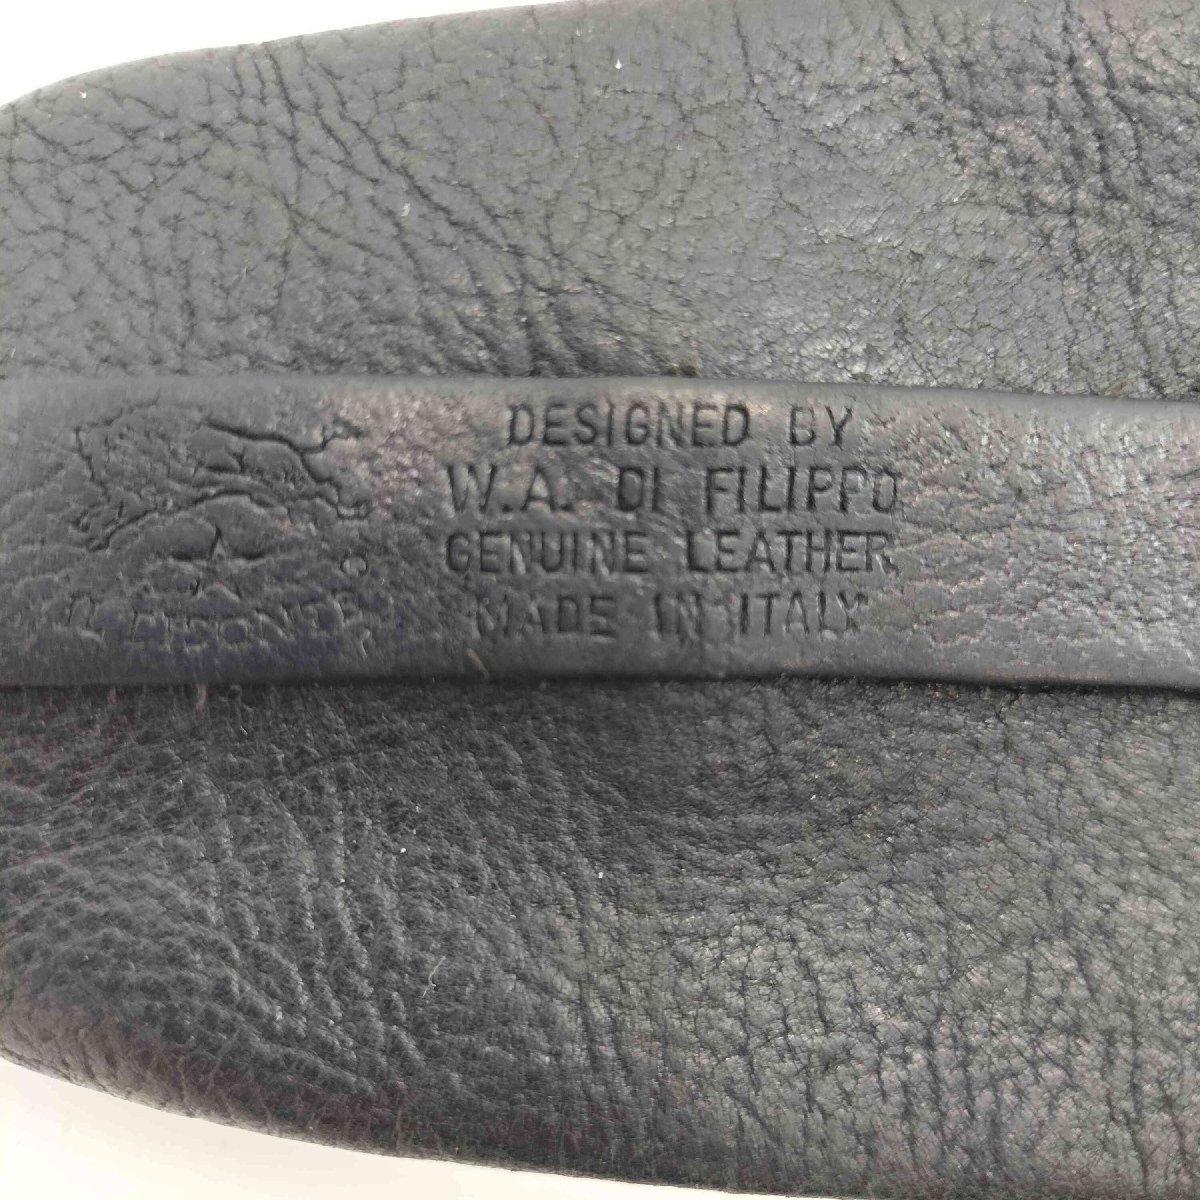 DESIGNED BY
W.A. DI FILIPPO
GENUINE LEATHER
MADE IN ITALY